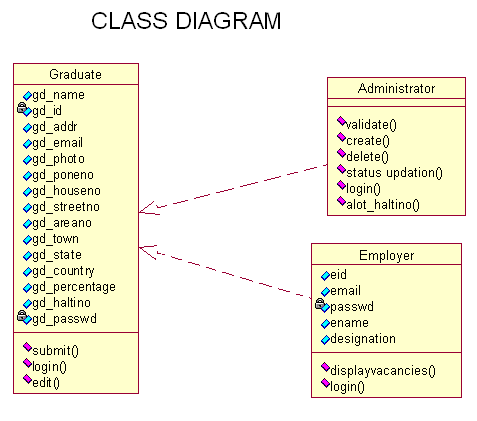 CLASS DIAGRAM
Graduate
gd_name
gd_id
gd_addr
gd_email
gd_photo
gd_poneno
gd_houseno
gd_streetno
gd_areano
gd_town
gd_state
gd_country
gd_percentage
gd_haltino
gd_passwd
submit()
login()
edit()
Administrator
validate()
create()
delete()
status updation()
login()
alot_haltino()
Employer
eid
email
passwd
ename
designation
displayvacancies()
login()